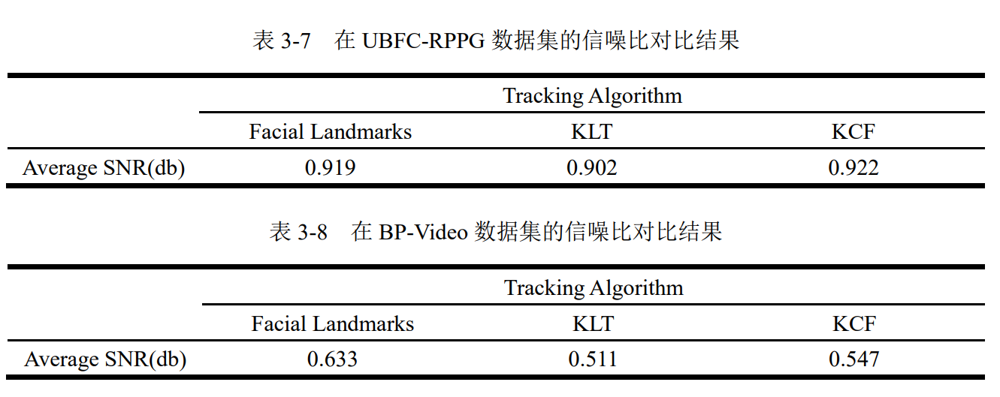 表 3-7 在 UBFC-RPPG 数据集的信噪比对比结果
Tracking Algorithm
Facial Landmarks KLT KCF
Average SNR(db) 0.919 0.902 0.922
表 3-8 在 BP-Video 数据集的信噪比对比结果
Tracking Algorithm
Facial Landmarks KLT KCF
Average SNR(db) 0.633 0.511 0.547